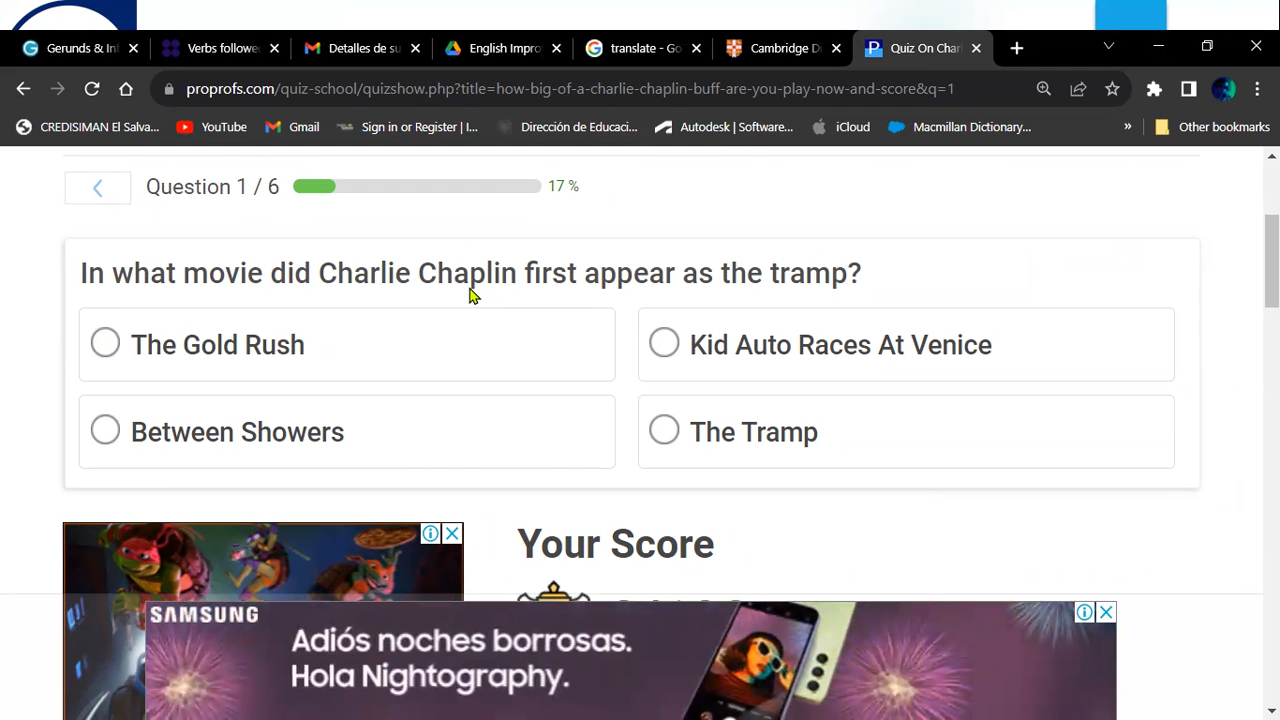 Gerunds & Inf
Verbs followe
Detalles de su
English Impro
translate - Go
Cambridge Di
Quiz On Char
proprofs.com/quiz-school/quizshow.php?title=how-big-of-a-charlie-chaplin-buff-are-you-play-now-and-score&q=1
CREDISIMAN El Salva...
YouTube
Gmail
Sign in or Register | I...
Dirección de Educaci...
Autodesk | Software...
iCloud
Macmillan Dictionary...
»
Other bookmarks
Question 1 / 6
17 %
In what movie did Charlie Chaplin first appear as the tramp?
The Gold Rush
Kid Auto Races At Venice
Between Showers
The Tramp
Your Score
SAMSUNG
Adiós noches borrosas.
Hola Nightography.